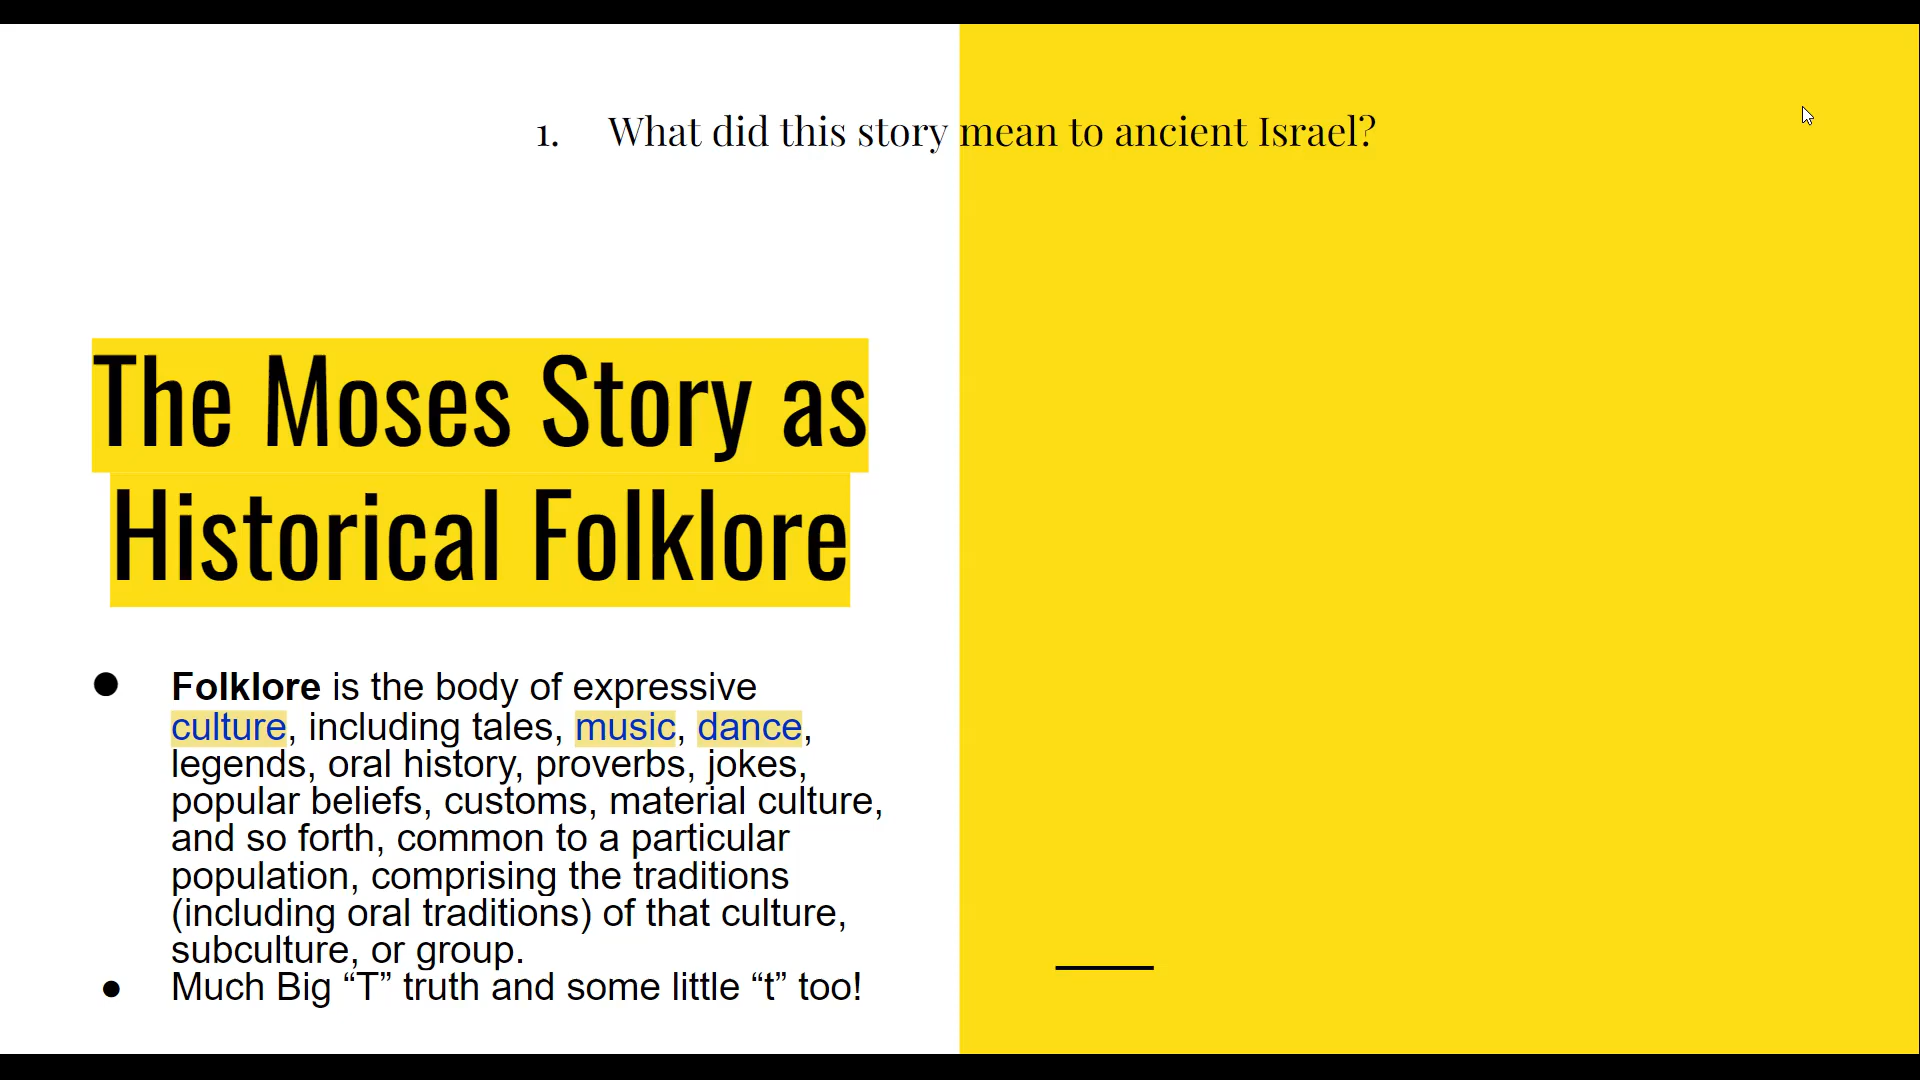 1. What did this story mean to ancient Israel?
The Moses Story as
Historical Folklore
● Folklore is the body of expressive
culture, including tales, music, dance,
legends, oral history, proverbs, jokes,
popular beliefs, customs, material culture,
and so forth, common to a particular
population, comprising the traditions
(including oral traditions) of that culture,
subculture, or group.
● Much Big “T” truth and some little “t” too!